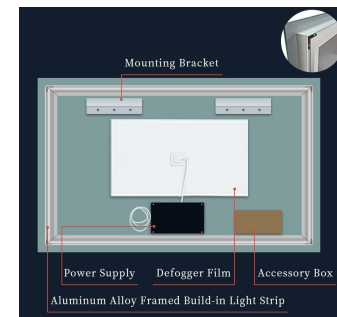 Mounting Bracket
Power Supply Defogger Film Accessory Box
Aluminum Alloy Framed Build-in Light Strip